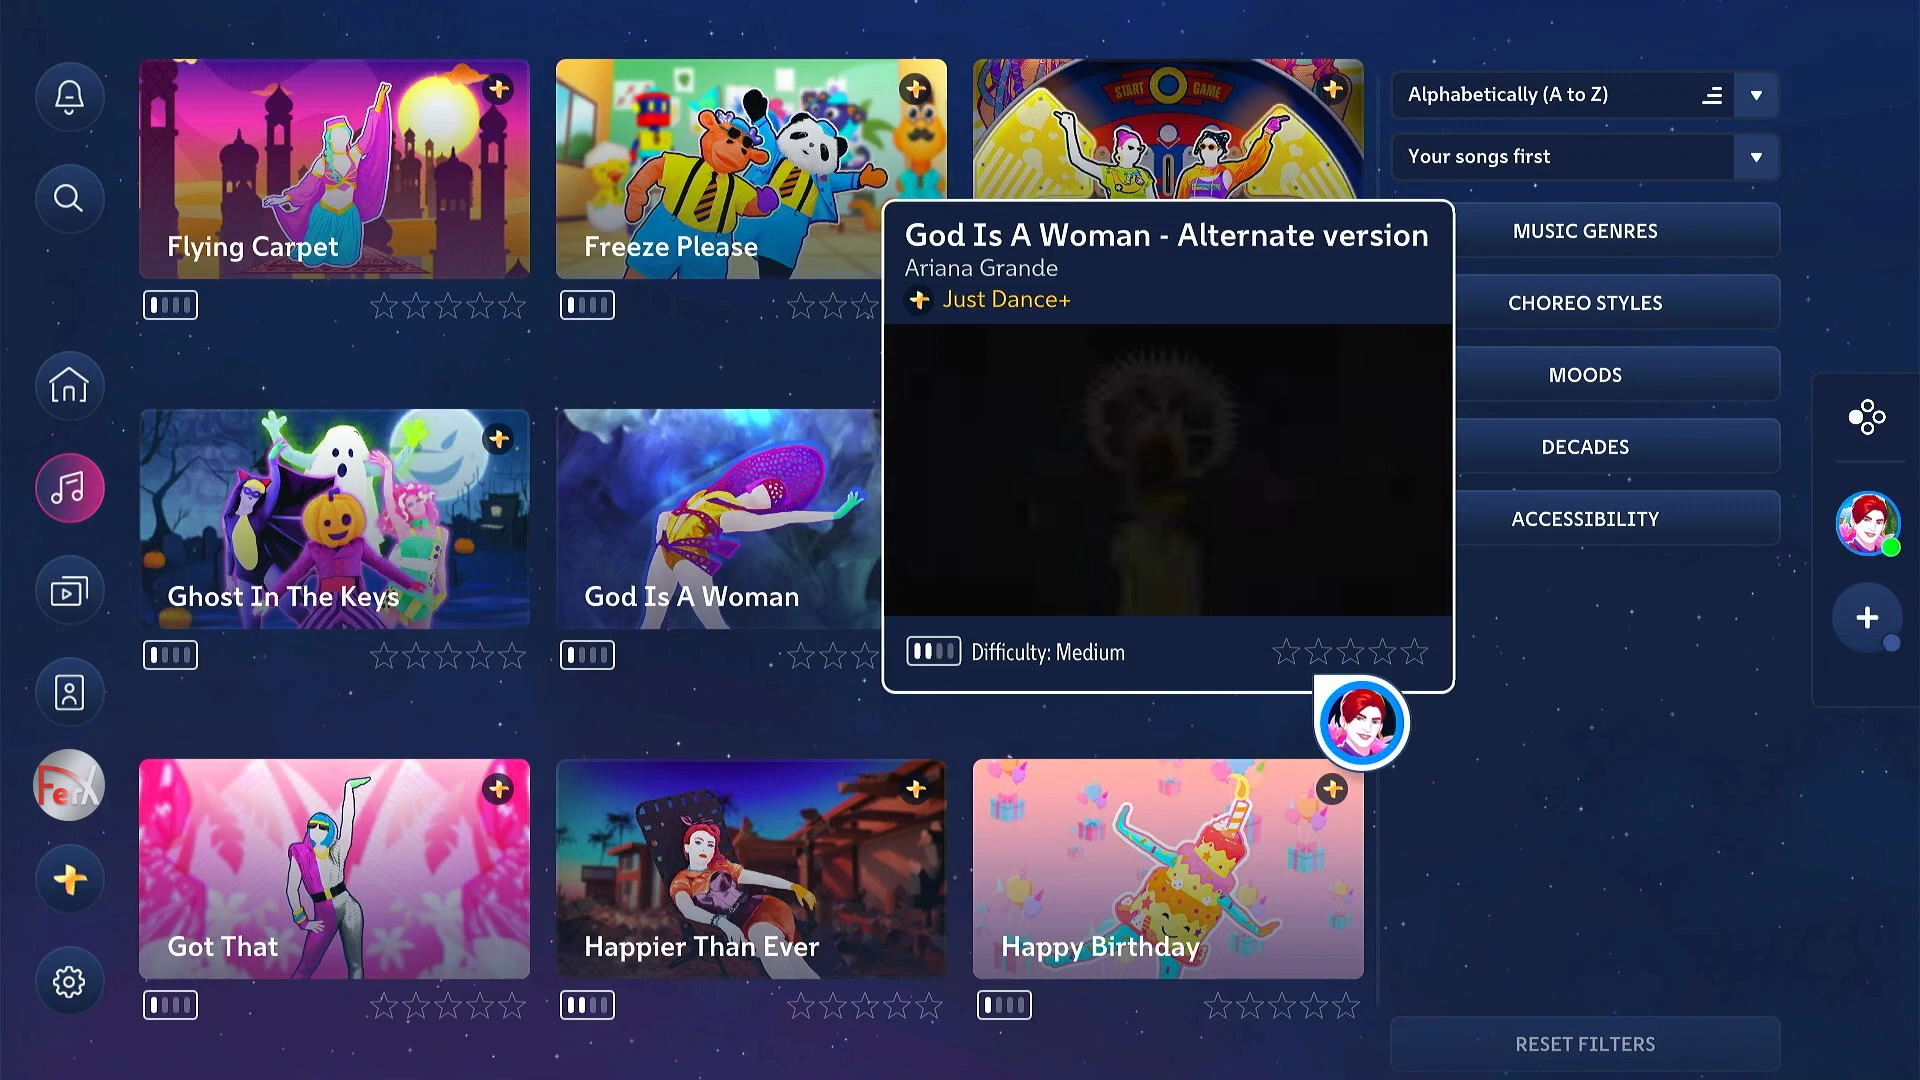 START GAME
Flying Carpet
Freeze Please
God Is A Woman - Alternate version
Ariana Grande
Just Dance+
Difficulty: Medium
Ghost In The Keys
God Is A Woman
Got That
Happier Than Ever
Happy Birthday
FerX
Alphabetically (A to Z)
Your songs first
MUSIC GENRES
CHOREO STYLES
MOODS
DECADES
ACCESSIBILITY
RESET FILTERS